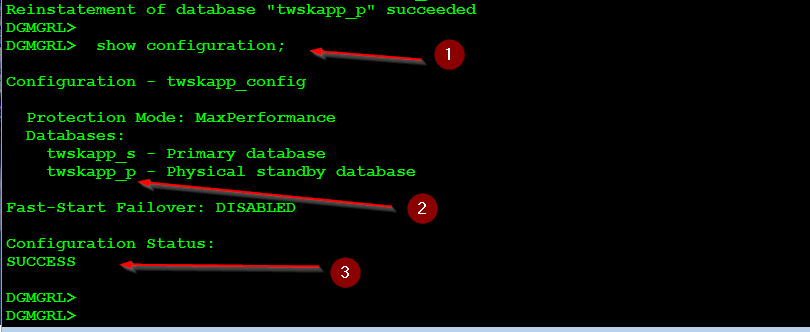 Reinstatement of database "twskapp_p" succeeded
DGMGRL>
DGMGRL>  show configuration;
1
Configuration - twskapp_config
  Protection Mode: MaxPerformance
  Databases:
    twskapp_s - Primary database
    twskapp_p - Physical standby database
2
Fast-Start Failover: DISABLED
Configuration Status:
SUCCESS
3
DGMGRL>
DGMGRL>